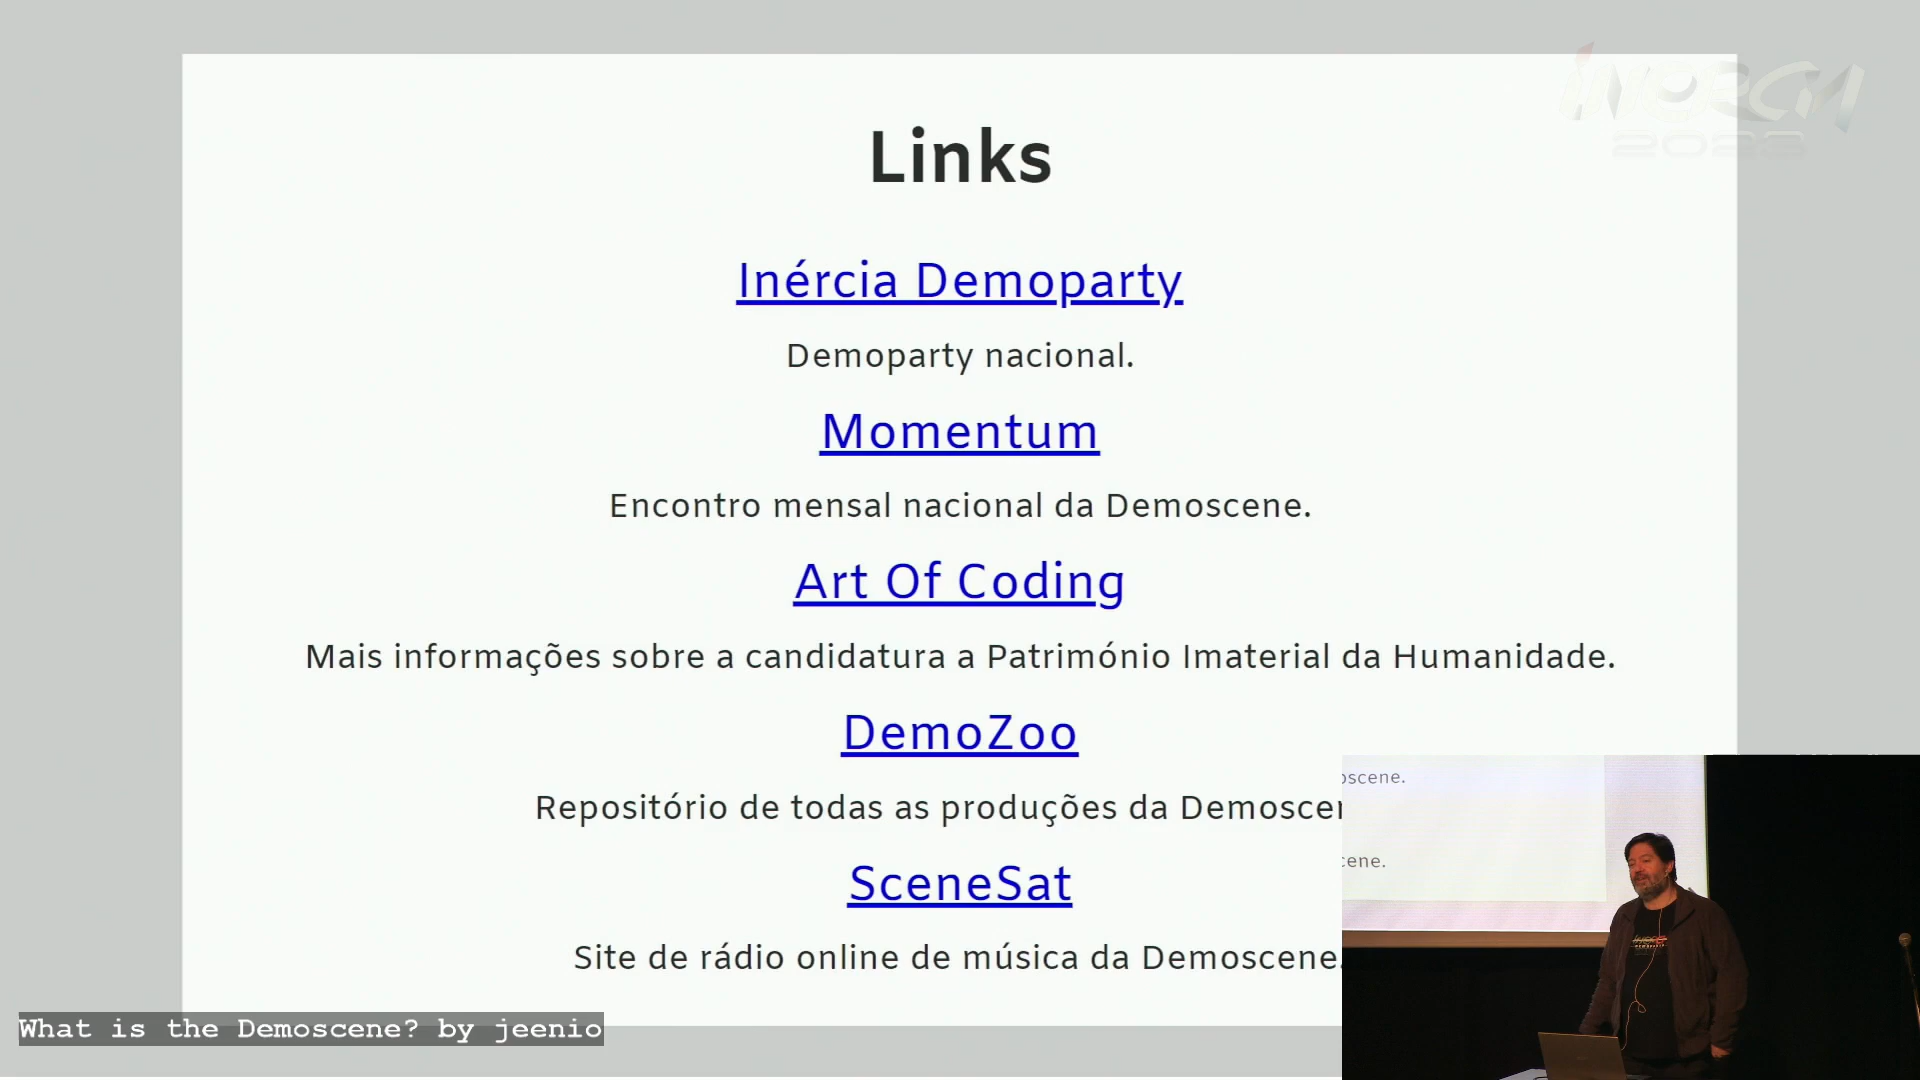 Links
INÉRCIA
2023
Inércia Demoparty
Demoparty nacional.
Momentum
Encontro mensal nacional da Demoscene.
Art Of Coding
Mais informações sobre a candidatura a Património Imaterial da Humanidade.
DemoZoo
Repositório de todas as produções da
SceneSat
Site de rádio online de música da Demoscene.
What is the Demoscene? by jeenio